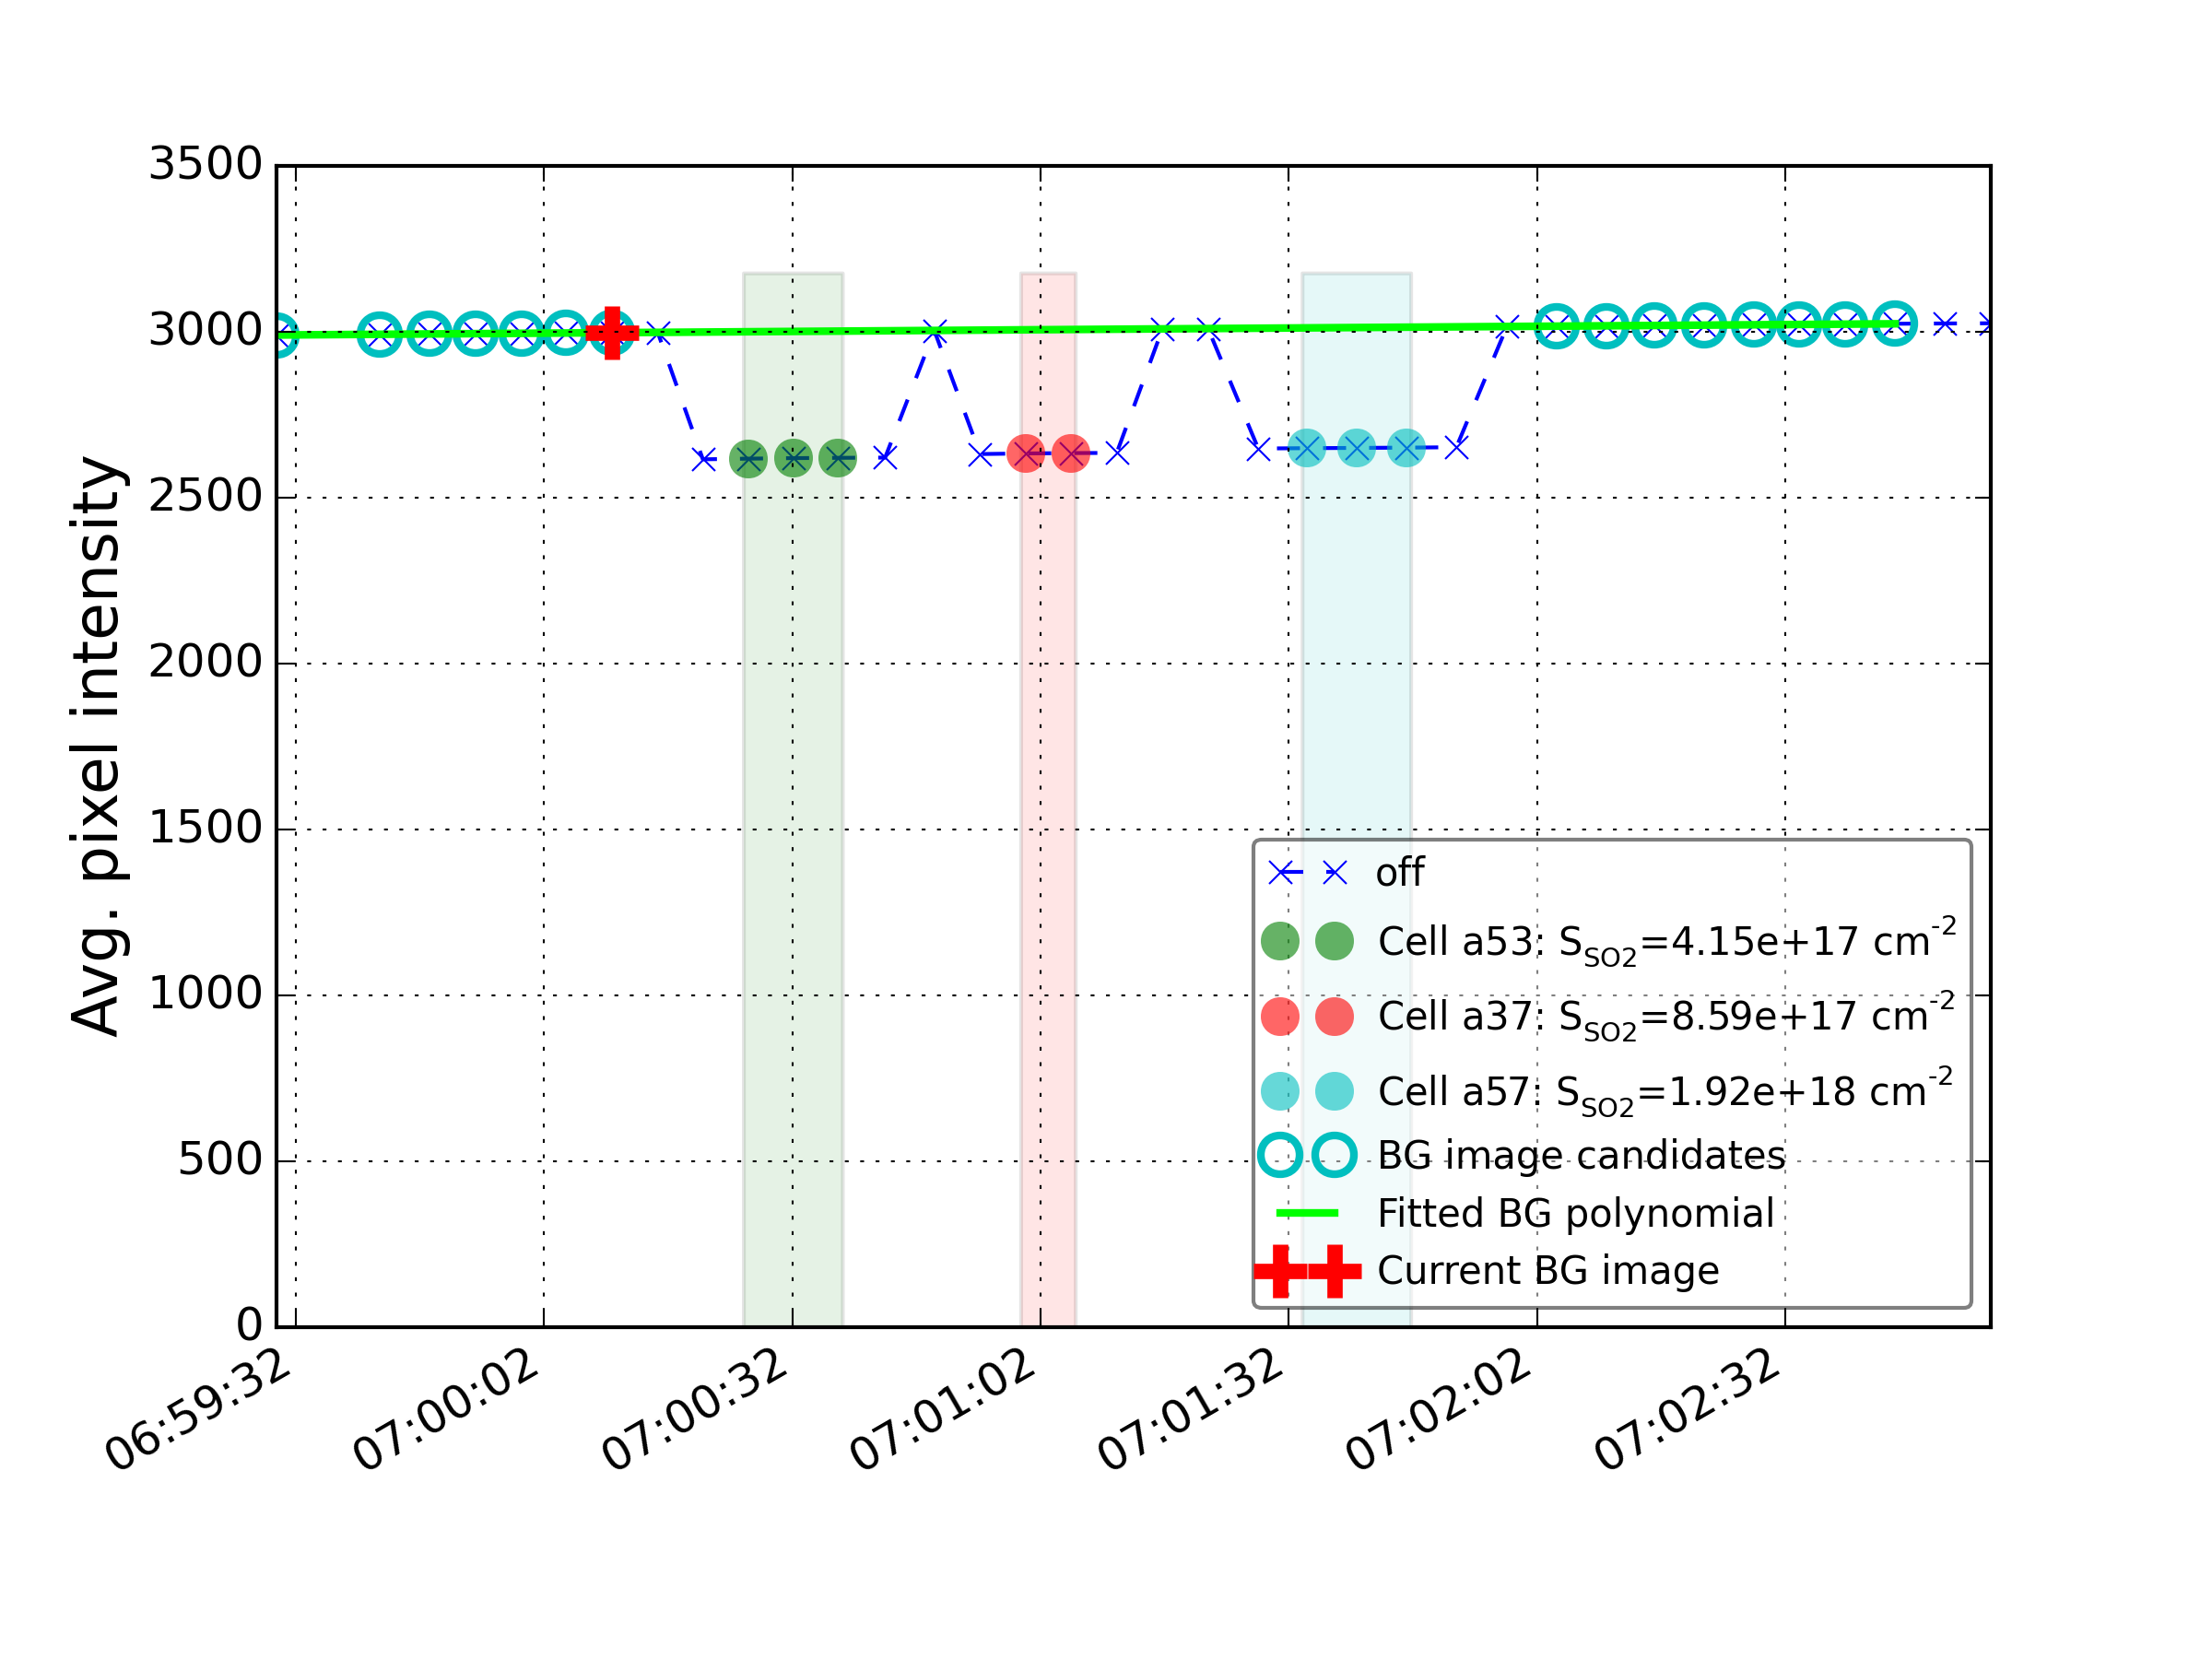 Avg. pixel intensity
3500
3000
2500
2000
1500
1000
500
0
06:59:32
07:00:02
07:00:32
07:01:02
07:01:32
07:02:02
07:02:32
off
Cell a53: S_SO2=4.15e+17 cm^-2
Cell a37: S_SO2=8.59e+17 cm^-2
Cell a57: S_SO2=1.92e+18 cm^-2
BG image candidates
Fitted BG polynomial
Current BG image